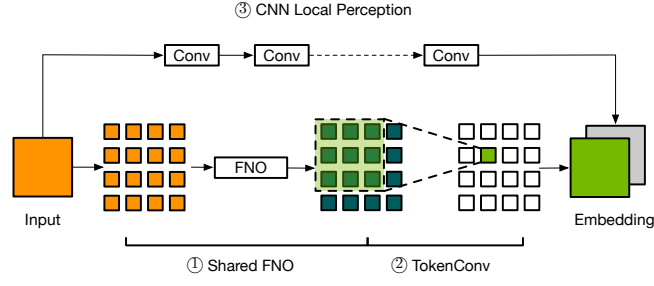 ③ CNN Local Perception
Conv Conv Conv
FNO
Input Embedding
① Shared FNO ② TokenConv